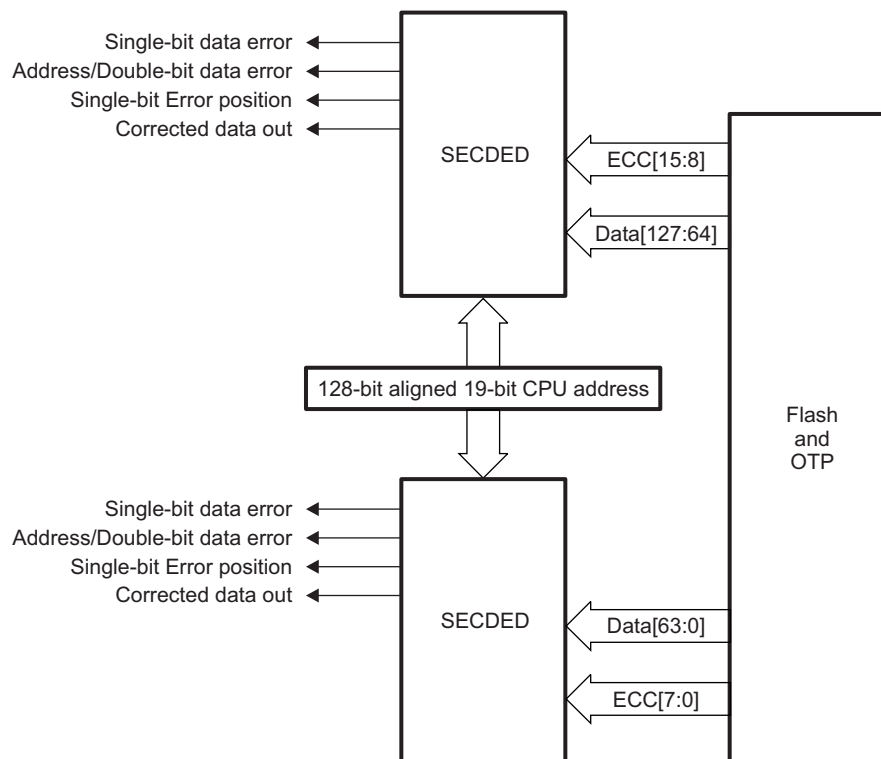 Single-bit data error
Address/Double-bit data error
Single-bit Error position
Corrected data out
SECDED
ECC[15:8]
Data[127:64]
128-bit aligned 19-bit CPU address
Flash
and
OTP
Single-bit data error
Address/Double-bit data error
Single-bit Error position
Corrected data out
SECDED
Data[63:0]
ECC[7:0]